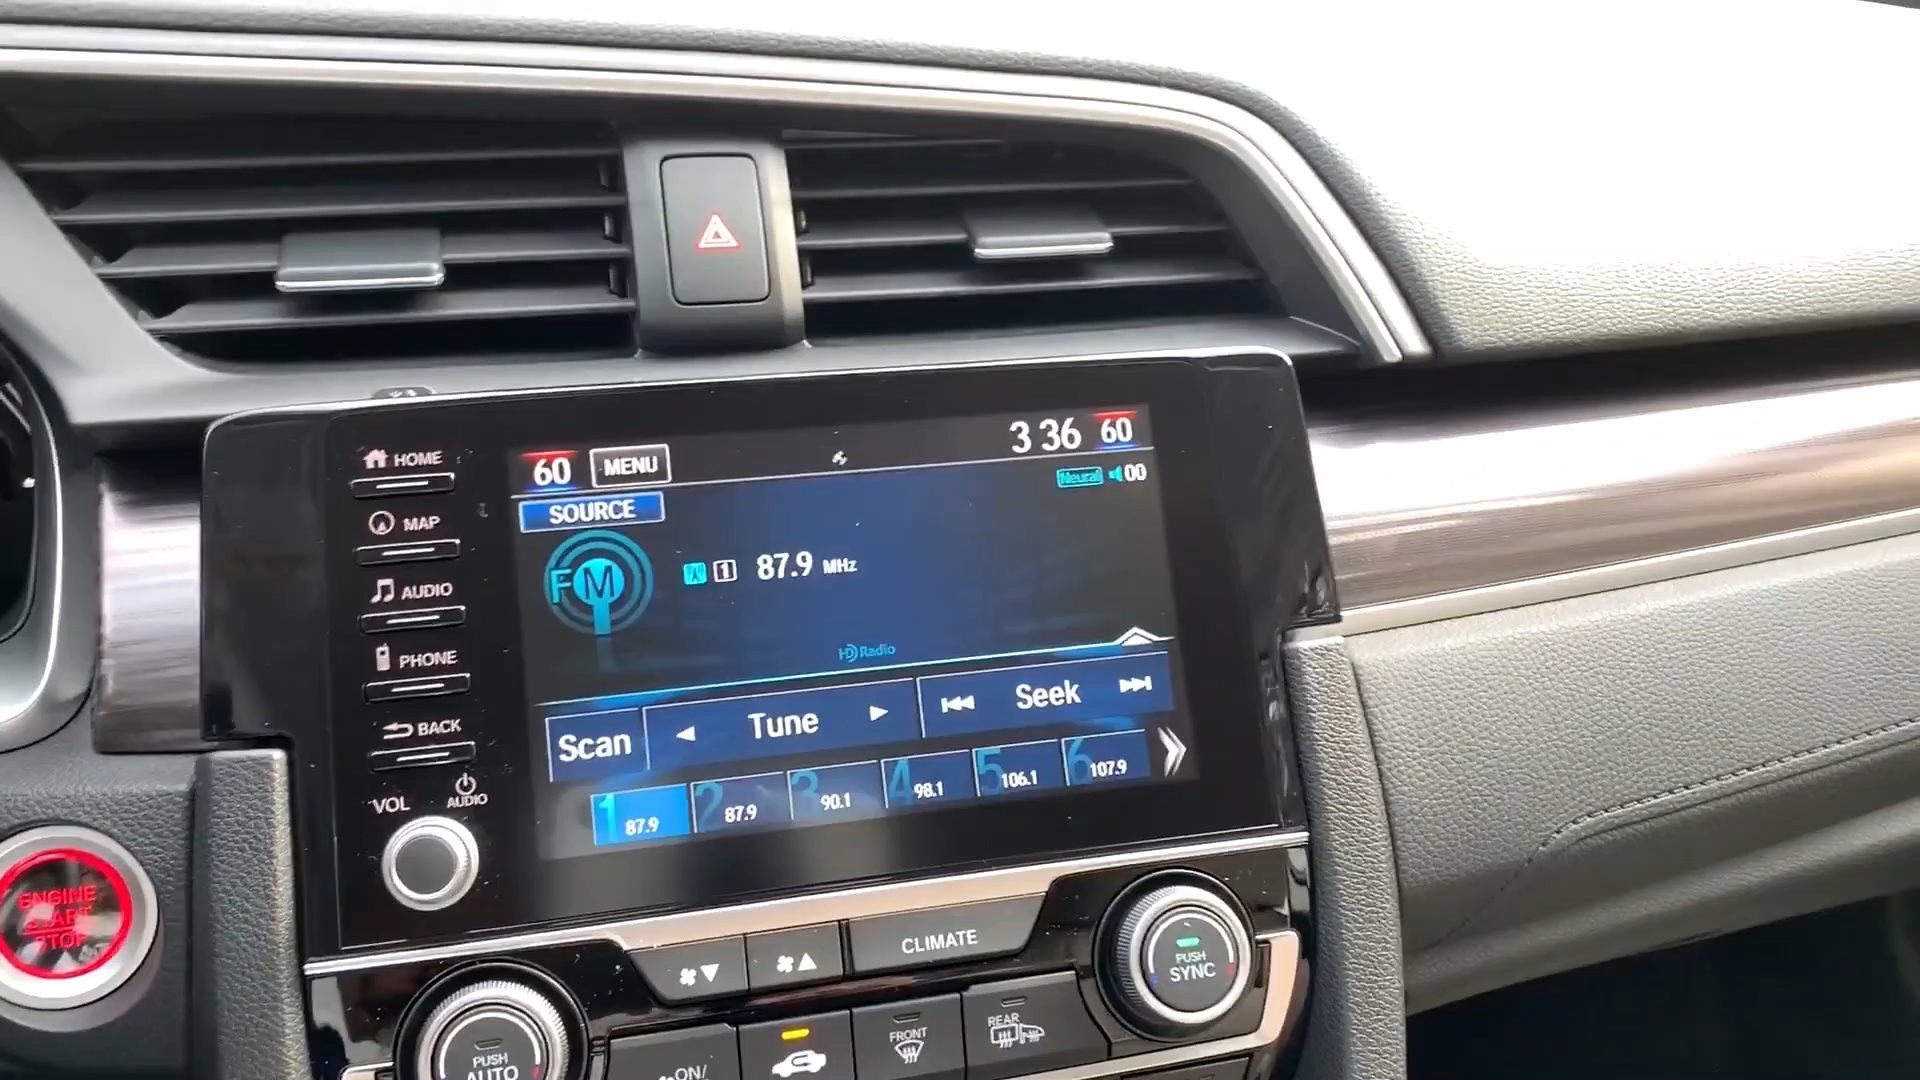 HOME
MAP
AUDIO
PHONE
BACK
VOL
AUDIO
60
MENU
3 36
60
SOURCE
Neural
00
FM
1
87.9 MHz
HD Radio
Scan
Tune
Seek
1 87.9
2 87.9
3 90.1
4 98.1
5 106.1
6 107.9
ENGINE
START
STOP
CLIMATE
PUSH
SYNC
PUSH
AUTO
ON/
FRONT
REAR